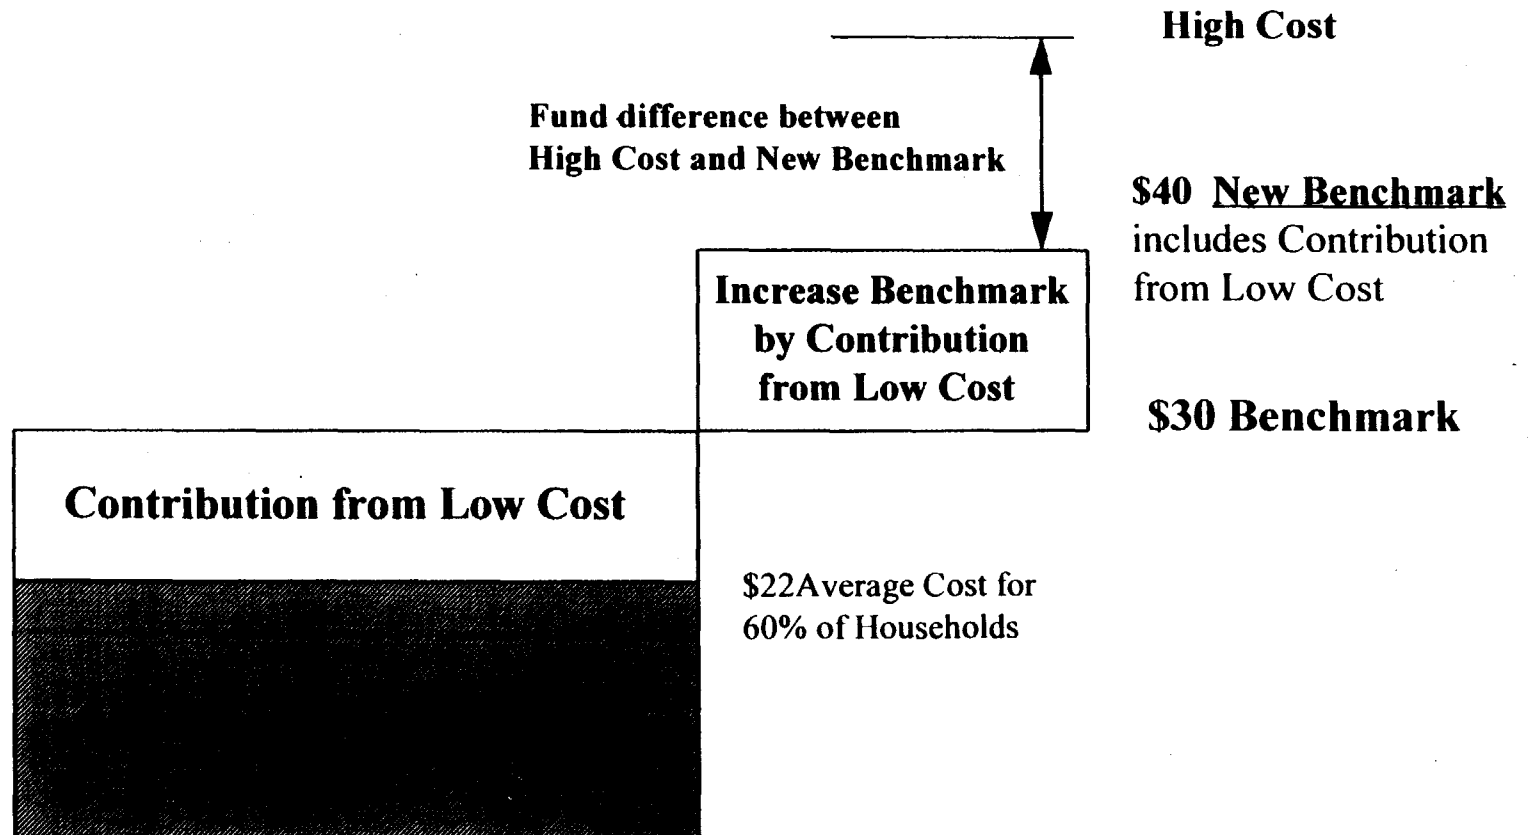 High Cost
Fund difference between
High Cost and New Benchmark
$40 New Benchmark
includes Contribution
from Low Cost
Increase Benchmark
by Contribution
from Low Cost
$30 Benchmark
Contribution from Low Cost
$22Average Cost for
60% of Households